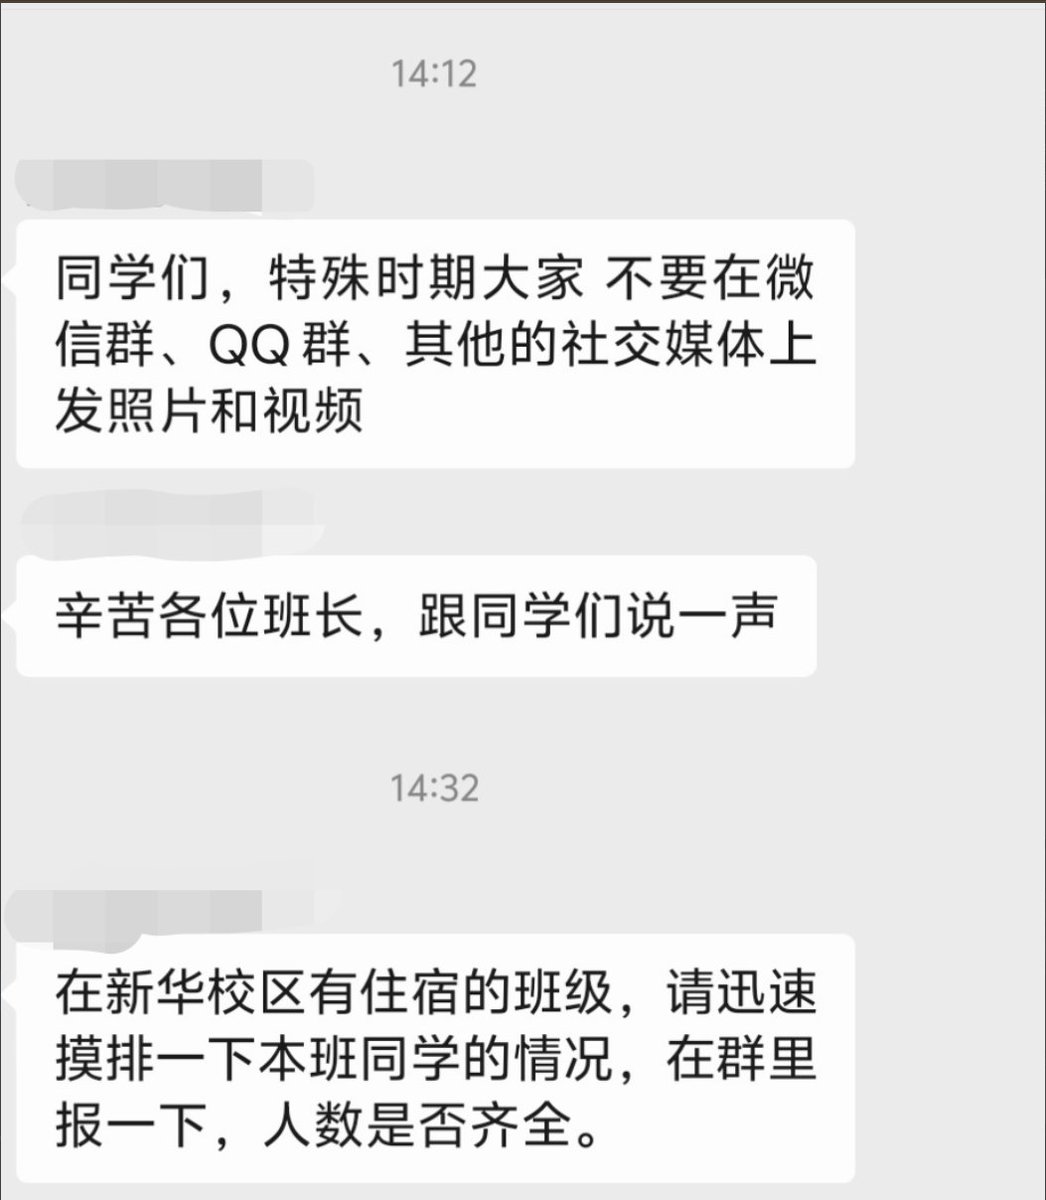 14:12
同学们，特殊时期大家 不要在微
信群、QQ 群、其他的社交媒体上
发照片和视频
辛苦各位班长，跟同学们说一声
14:32
在新华校区有住宿的班级，请迅速
摸排一下本班同学的情况，在群里
报一下，人数是否齐全。